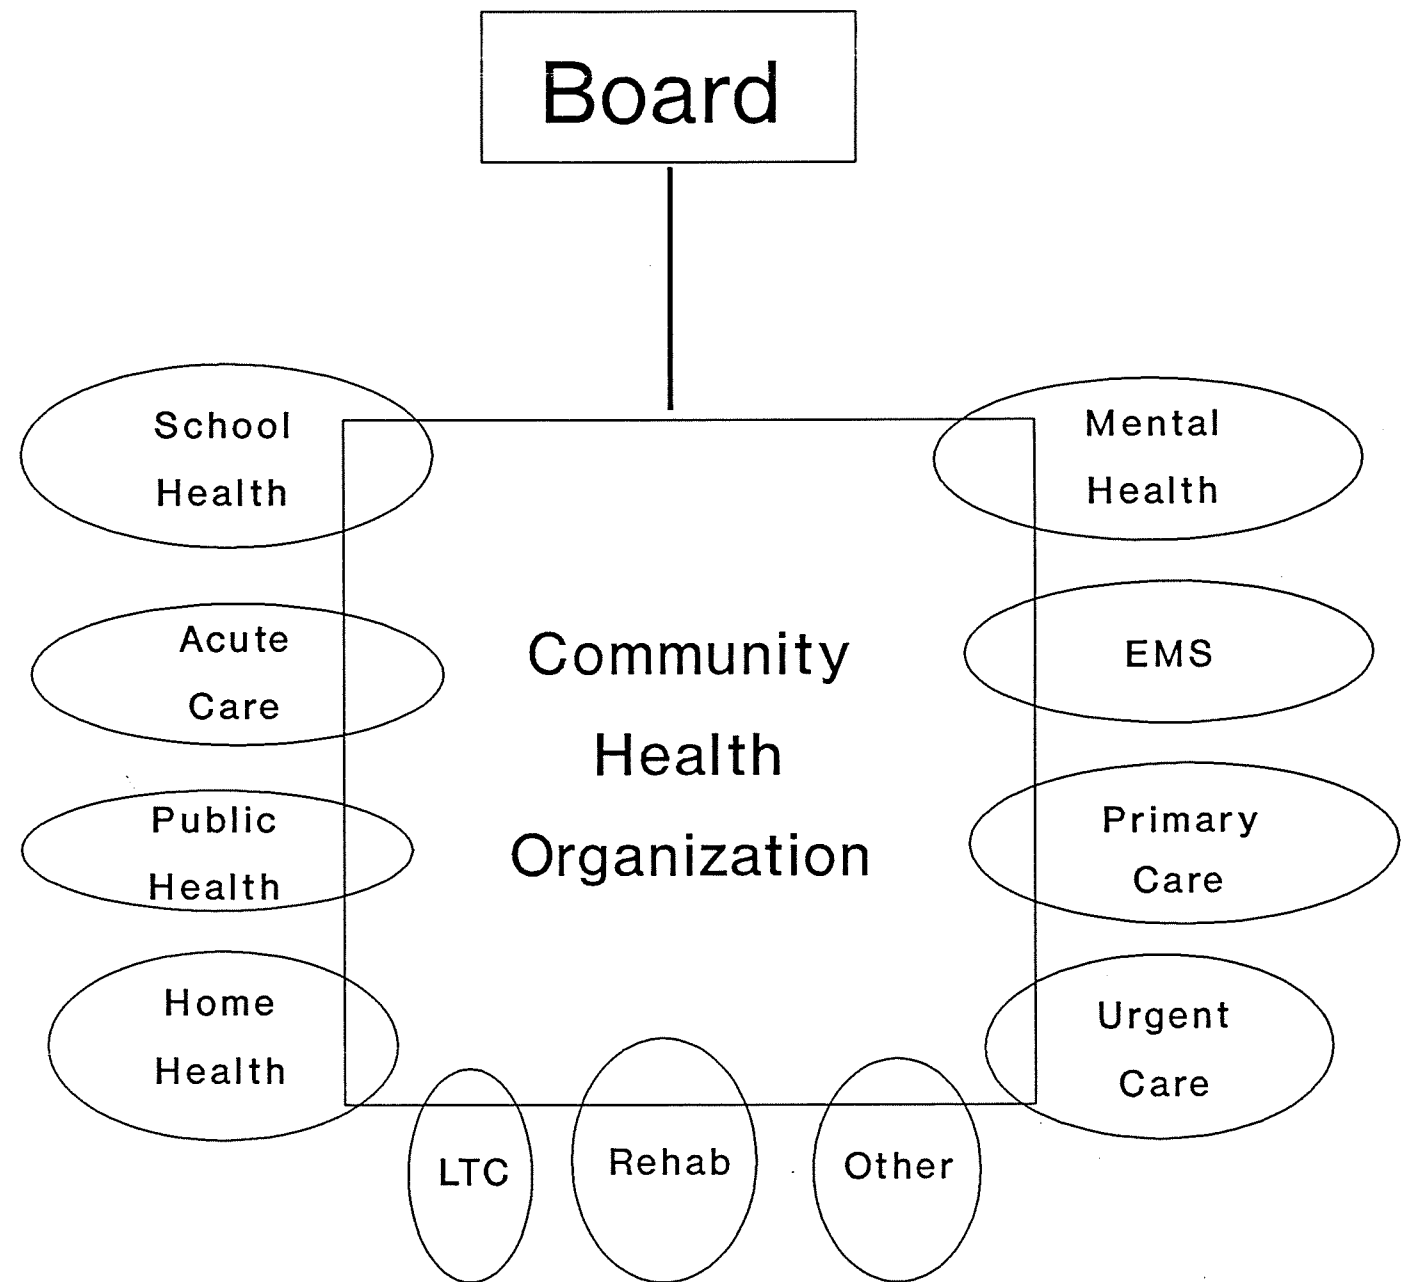 Board
School
Health
Mental
Health
Acute
Care
Community
Health
Organization
EMS
Public
Health
Primary
Care
Home
Health
Urgent
Care
LTC
Rehab
Other